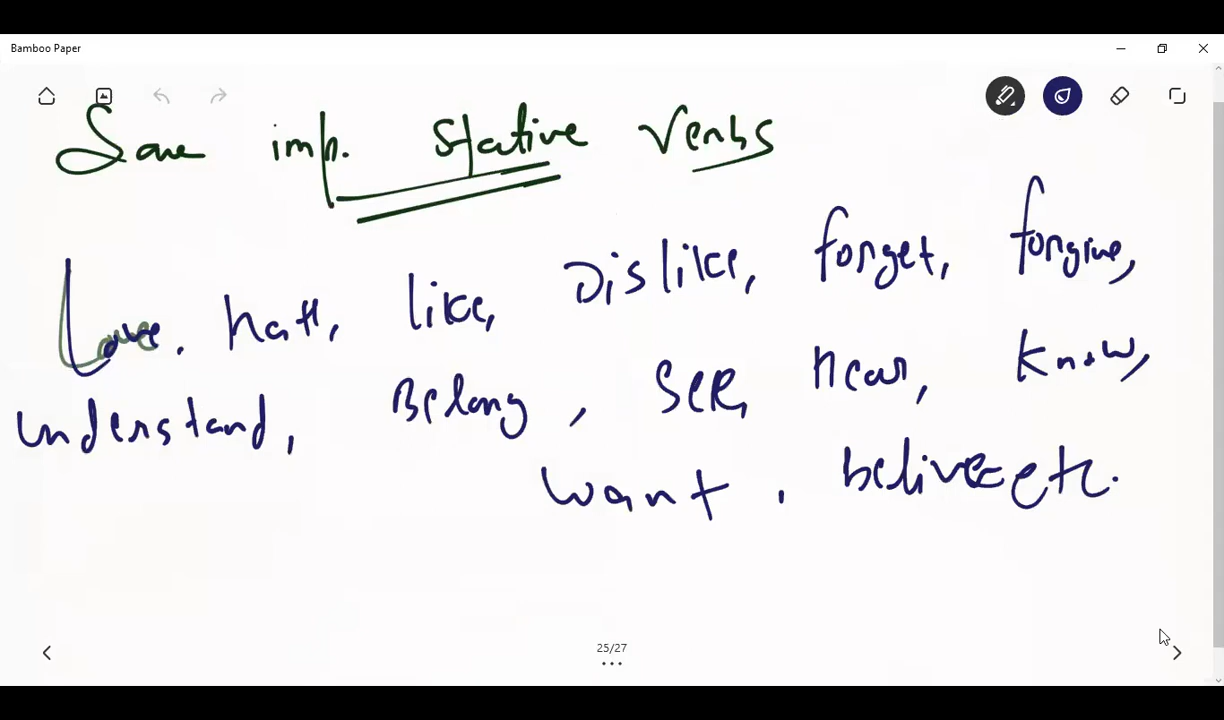 Bamboo Paper
Some imp. Stative Verbs
Love, hate, like, Dislike, forget, forgive,
understand, Belong, See, hear, know,
want, belive etc.
25/27